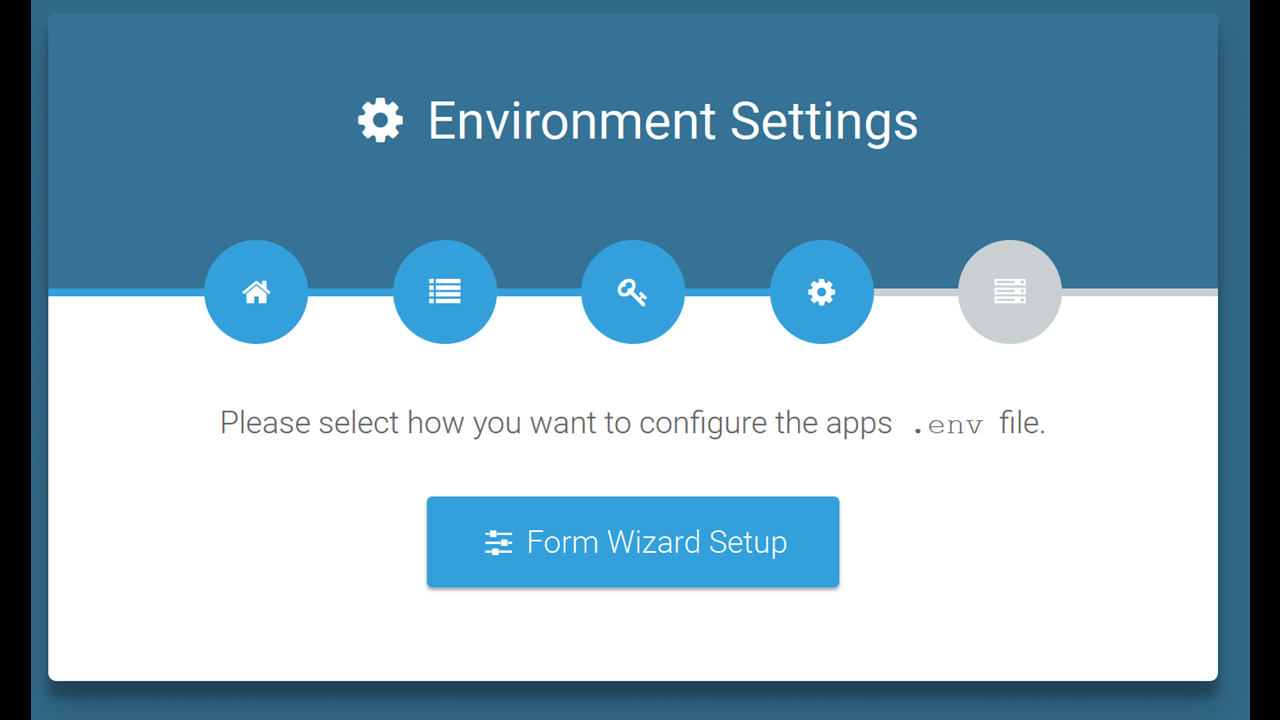 Environment Settings
Please select how you want to configure the apps .env file.
Form Wizard Setup